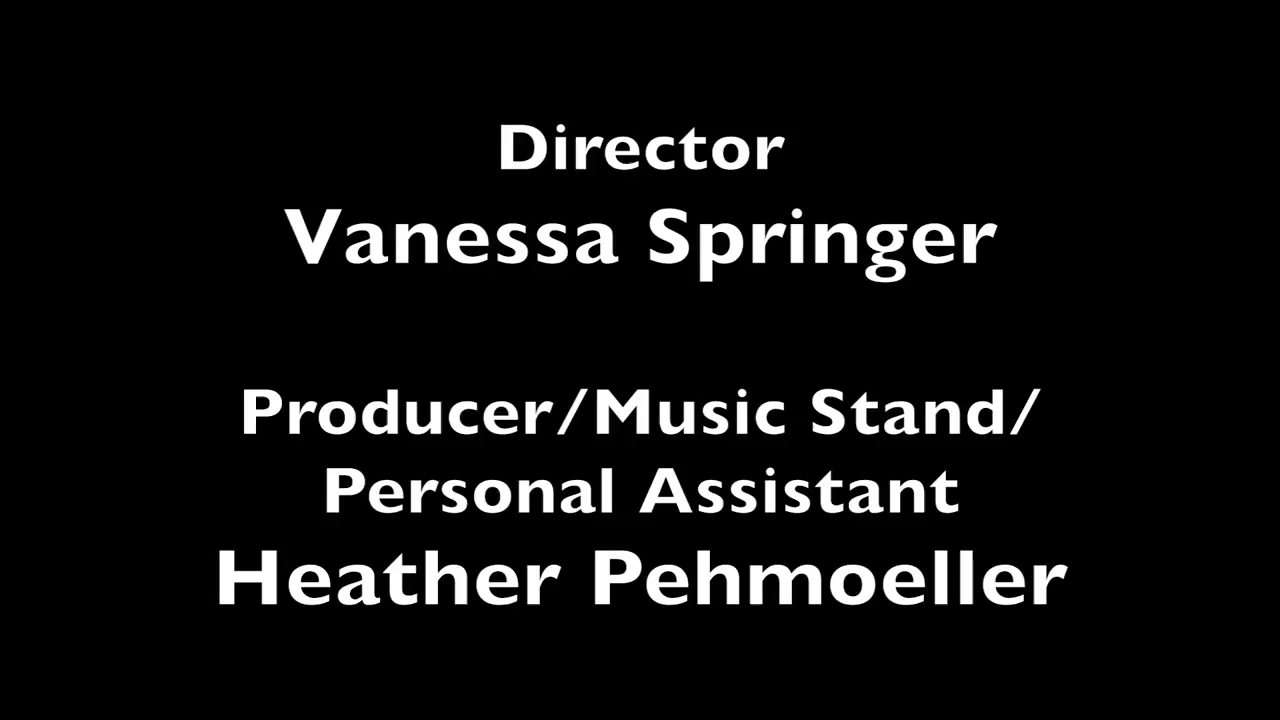 Director
Vanessa Springer
Producer/Music Stand/
Personal Assistant
Heather Pehmoeller